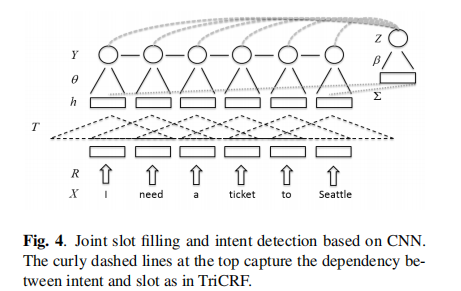 Z
Y
β
θ
h
Σ
T
R
X I need a ticket to Seattle
Fig. 4. Joint slot filling and intent detection based on CNN.
The curly dashed lines at the top capture the dependency be-
tween intent and slot as in TriCRF.